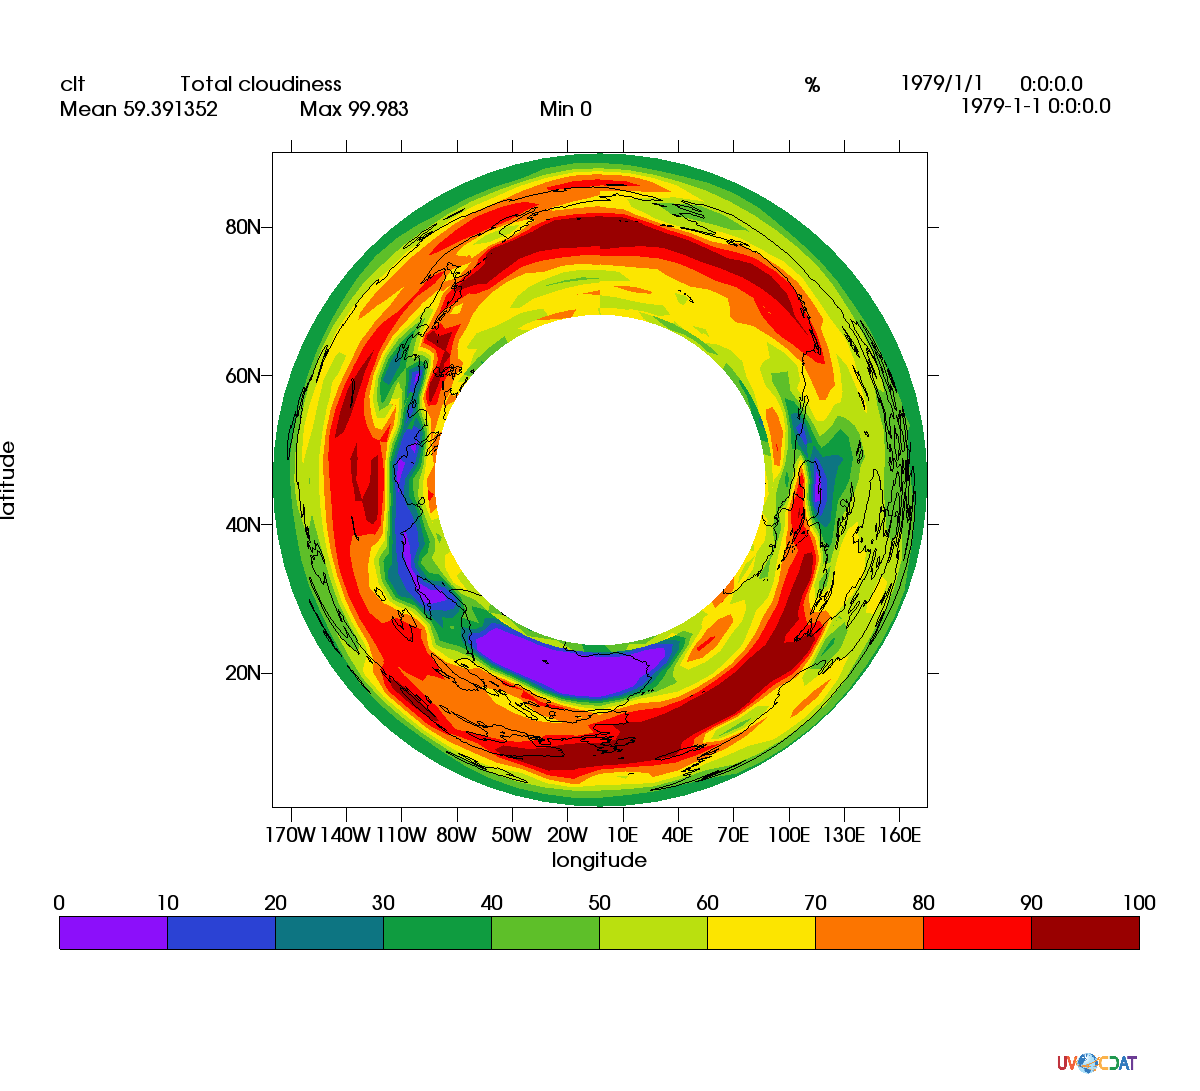 clt Total cloudiness % 1979/1/1 0:0:0.0
Mean 59.391352 Max 99.983 Min 0 1979-1-1 0:0:0.0
80N
60N
latitude
40N
20N
170W 140W 110W 80W 50W 20W 10E 40E 70E 100E 130E 160E
longitude
0 10 20 30 40 50 60 70 80 90 100
UV CDAT